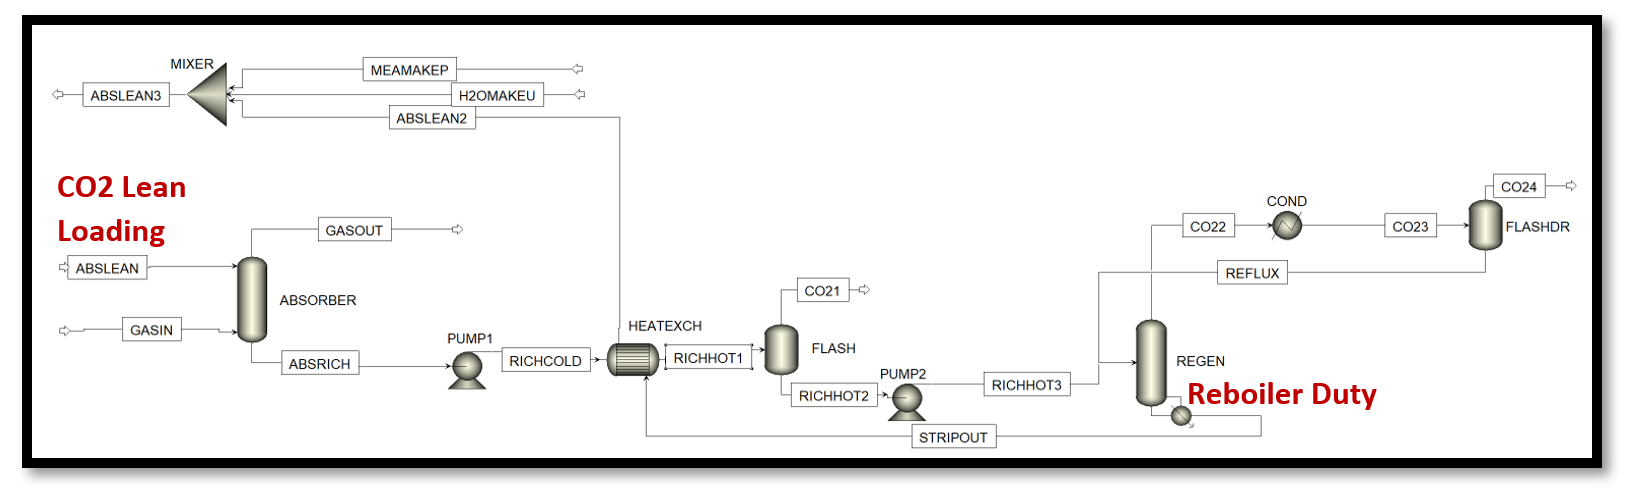 MIXER
MEAMAKEP
ABSLEAN3
H2OMAKEU
ABSLEAN2
CO2 Lean
Loading
CO24
COND
CO22
CO23
FLASHDR
GASOUT
ABSLEAN
REFLUX
CO21
ABSORBER
GASIN
HEATEXCH
PUMP1
FLASH
RICHCOLD
RICHHOT1
REGEN
ABSRICH
PUMP2
RICHHOT3
RICHHOT2
Reboiler Duty
STRIPOUT